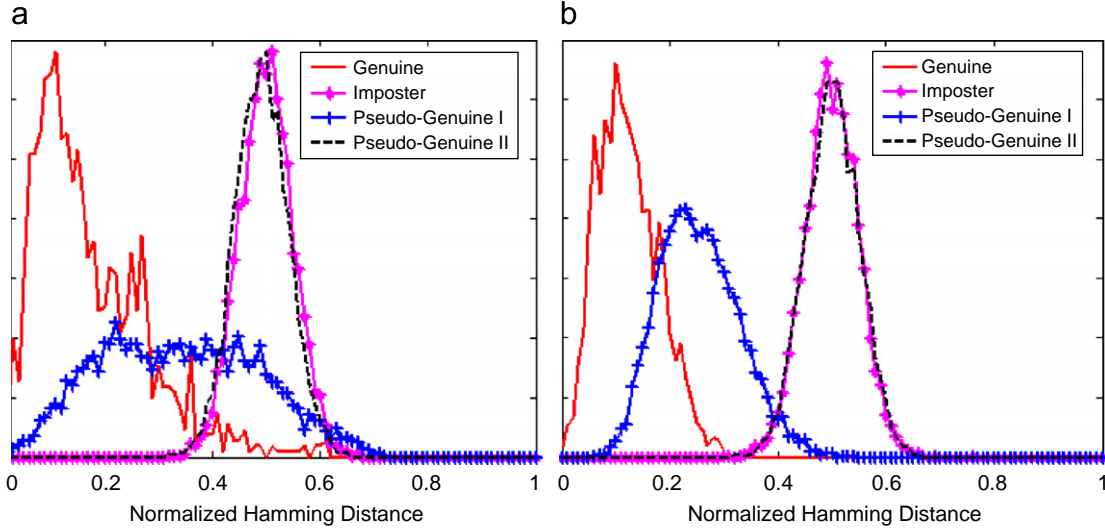 a
Genuine
Imposter
Pseudo-Genuine I
Pseudo-Genuine II
0 0.2 0.4 0.6 0.8 1
Normalized Hamming Distance
b
Genuine
Imposter
Pseudo-Genuine I
Pseudo-Genuine II
0 0.2 0.4 0.6 0.8 1
Normalized Hamming Distance